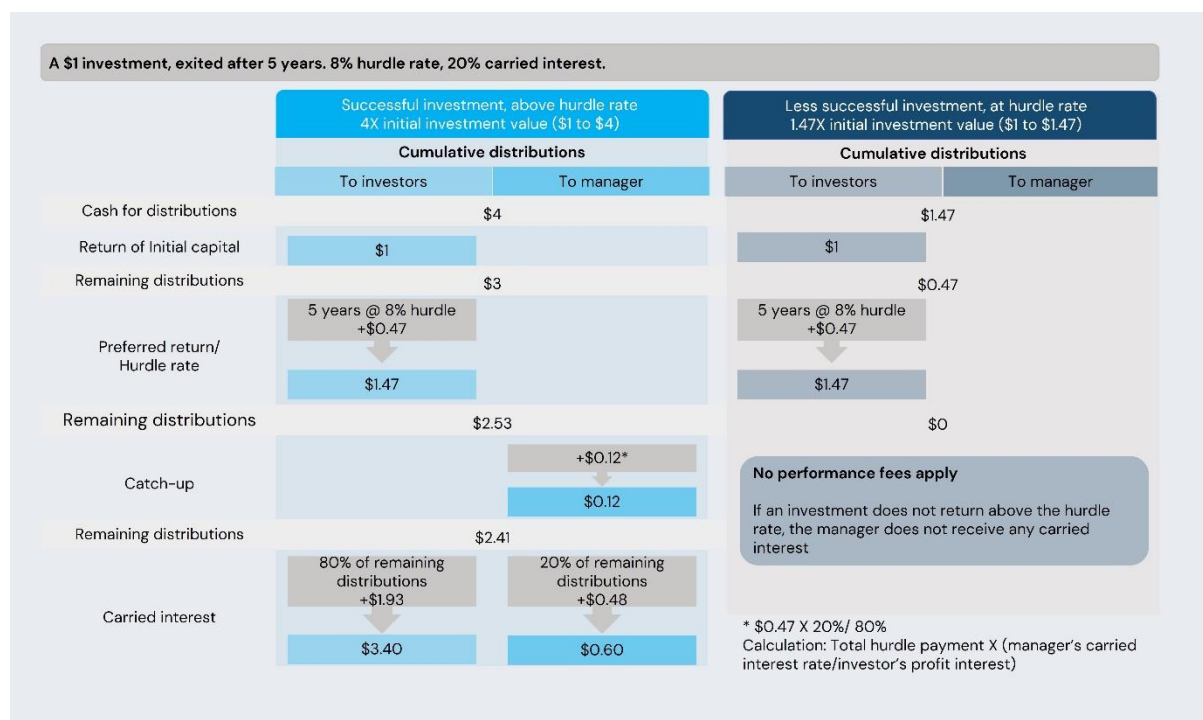 A $1 investment, exited after 5 years. 8% hurdle rate, 20% carried interest.
Successful investment, above hurdle rate
4X initial investment value ($1 to $4)
Less successful investment, at hurdle rate
1.47X initial investment value ($1 to $1.47)
Cumulative distributions
Cumulative distributions
To investors
To manager
To investors
To manager
Cash for distributions
$4
$1.47
Return of Initial capital
$1
$1
Remaining distributions
$3
$0.47
Preferred return/
Hurdle rate
5 years @ 8% hurdle
+$0.47
$1.47
5 years @ 8% hurdle
+$0.47
$1.47
Remaining distributions
$2.53
$0
Catch-up
+$0.12*
$0.12
No performance fees apply
If an investment does not return above the hurdle
rate, the manager does not receive any carried
interest
Remaining distributions
$2.41
Carried interest
80% of remaining
distributions
+$1.93
$3.40
20% of remaining
distributions
+$0.48
$0.60
* $0.47 X 20%/ 80%
Calculation: Total hurdle payment X (manager’s carried
interest rate/investor’s profit interest)